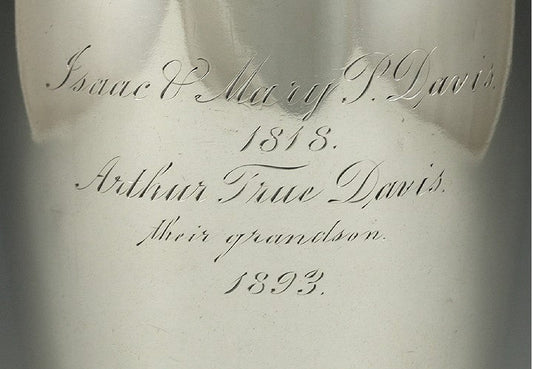 Isaac & Mary P. Davis.
1818.
Arthur True Davis.
their grandson.
1893.